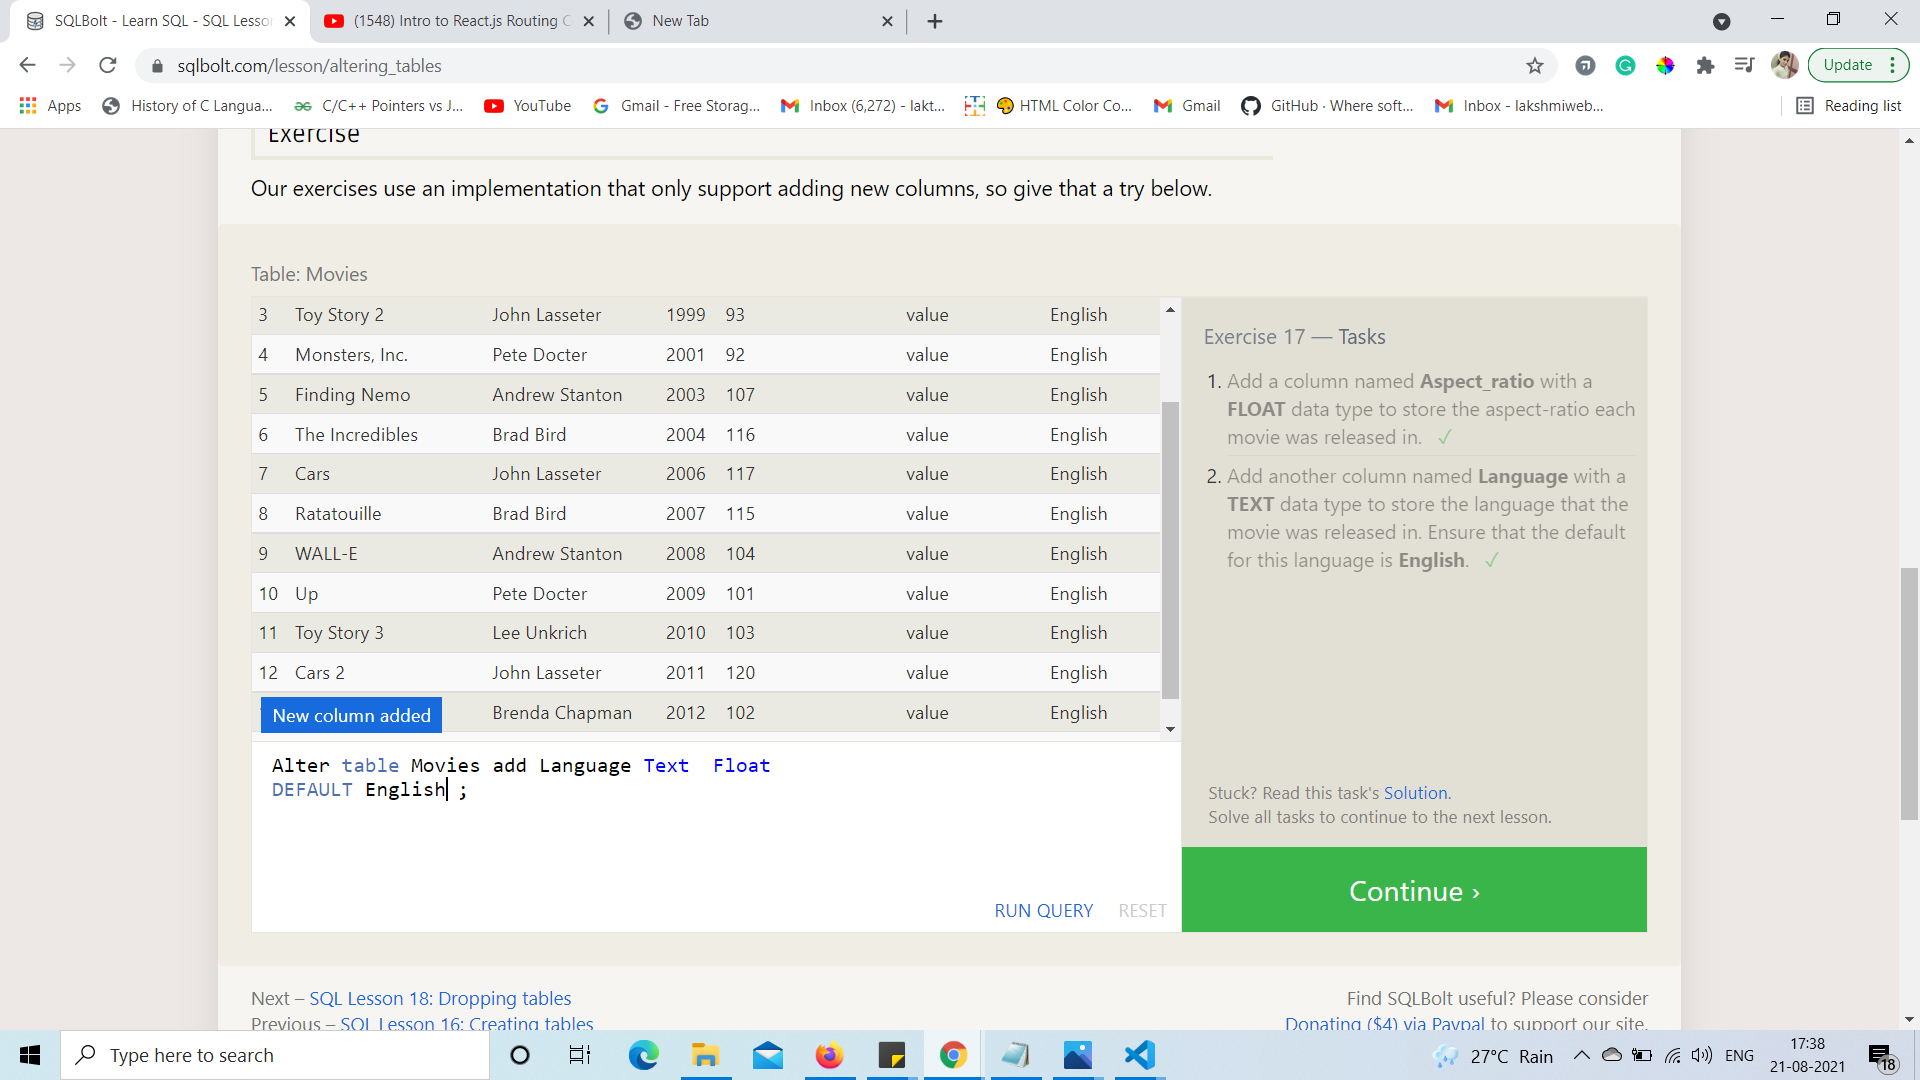 SQLBolt - Learn SQL - SQL Lesson
(1548) Intro to React.js Routing C
New Tab
sqlbolt.com/lesson/altering_tables
Update
Apps
History of C Langua...
C/C++ Pointers vs J...
YouTube
Gmail - Free Storag...
Inbox (6,272) - lakt...
HTML Color Co...
Gmail
GitHub · Where soft...
Inbox - lakshmiweb...
Reading list
Exercise
Our exercises use an implementation that only support adding new columns, so give that a try below.
Table: Movies
3 Toy Story 2 John Lasseter 1999 93 value English
4 Monsters, Inc. Pete Docter 2001 92 value English
5 Finding Nemo Andrew Stanton 2003 107 value English
6 The Incredibles Brad Bird 2004 116 value English
7 Cars John Lasseter 2006 117 value English
8 Ratatouille Brad Bird 2007 115 value English
9 WALL-E Andrew Stanton 2008 104 value English
10 Up Pete Docter 2009 101 value English
11 Toy Story 3 Lee Unkrich 2010 103 value English
12 Cars 2 John Lasseter 2011 120 value English
New column added Brenda Chapman 2012 102 value English
Alter table Movies add Language Text  Float
DEFAULT English ;
RUN QUERY RESET
Exercise 17 — Tasks
1. Add a column named Aspect_ratio with a
FLOAT data type to store the aspect-ratio each
movie was released in. ✓
2. Add another column named Language with a
TEXT data type to store the language that the
movie was released in. Ensure that the default
for this language is English. ✓
Stuck? Read this task's Solution.
Solve all tasks to continue to the next lesson.
Continue ›
Next – SQL Lesson 18: Dropping tables
Previous – SQL Lesson 16: Creating tables
Find SQLBolt useful? Please consider
Donating ($4) via Paypal to support our site.
Type here to search
27°C Rain
ENG
17:38
21-08-2021
18